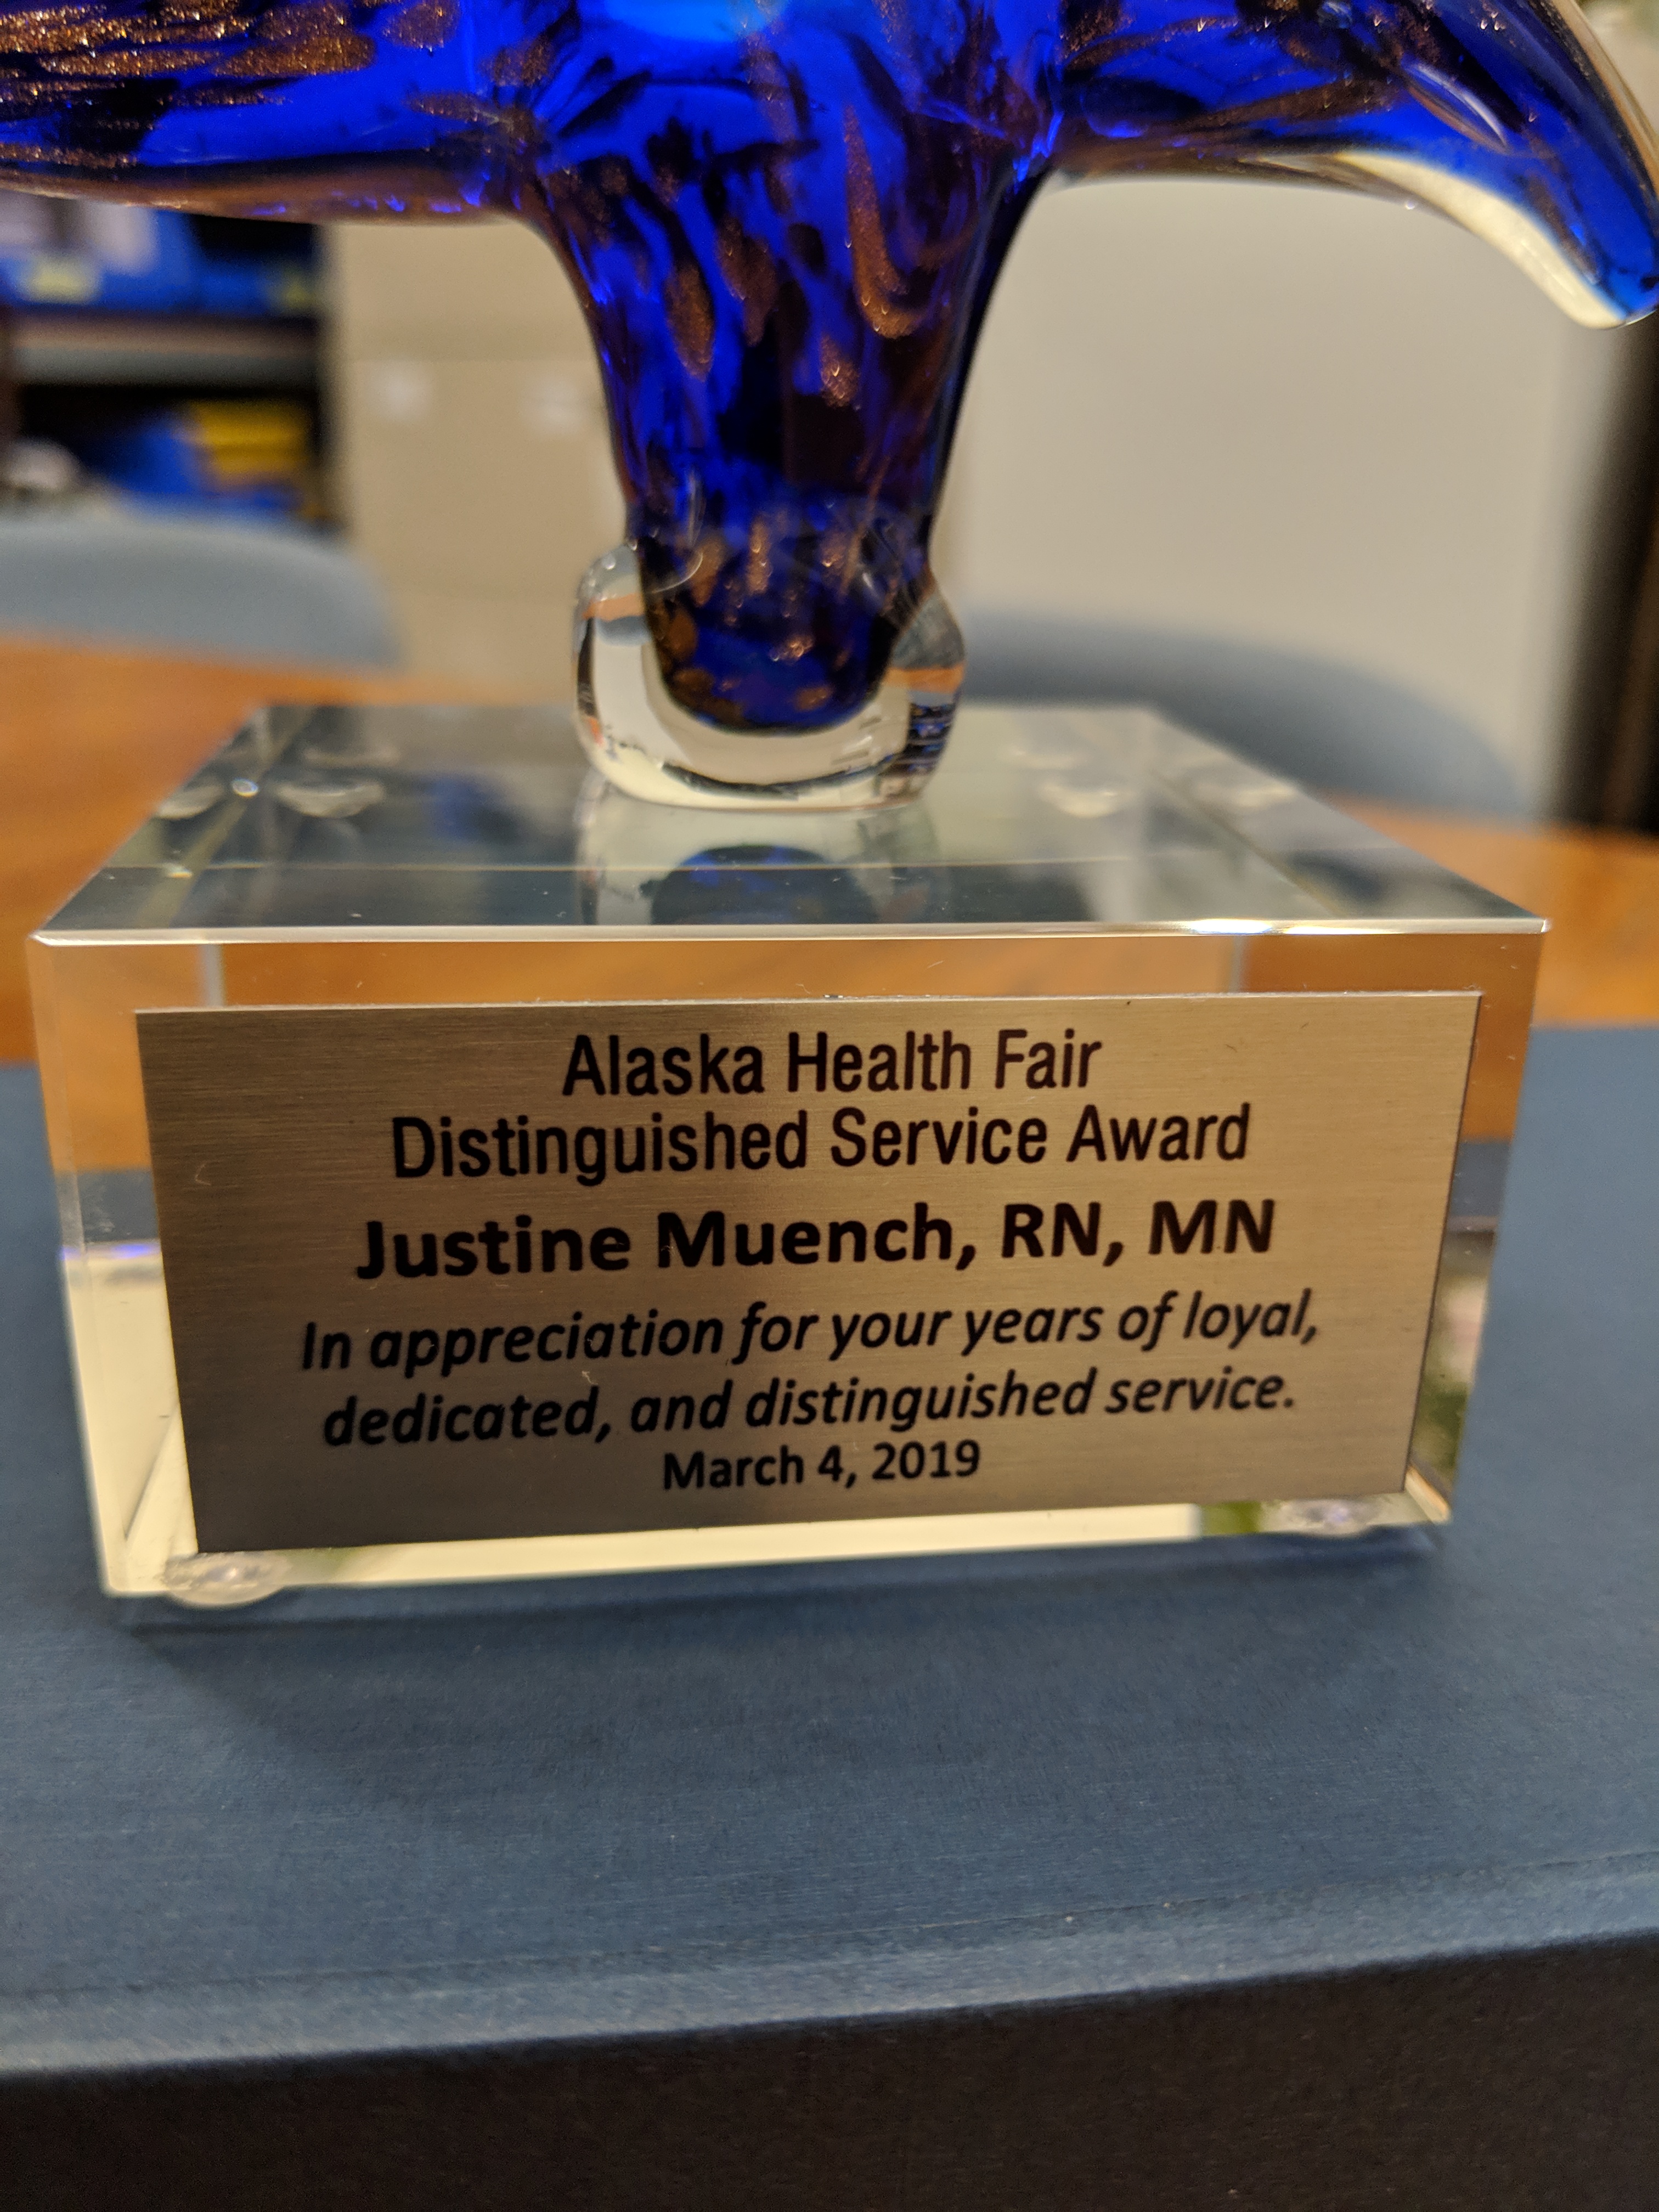 Alaska Health Fair
Distinguished Service Award
Justine Muench, RN, MN
In appreciation for your years of loyal,
dedicated, and distinguished service.
March 4, 2019